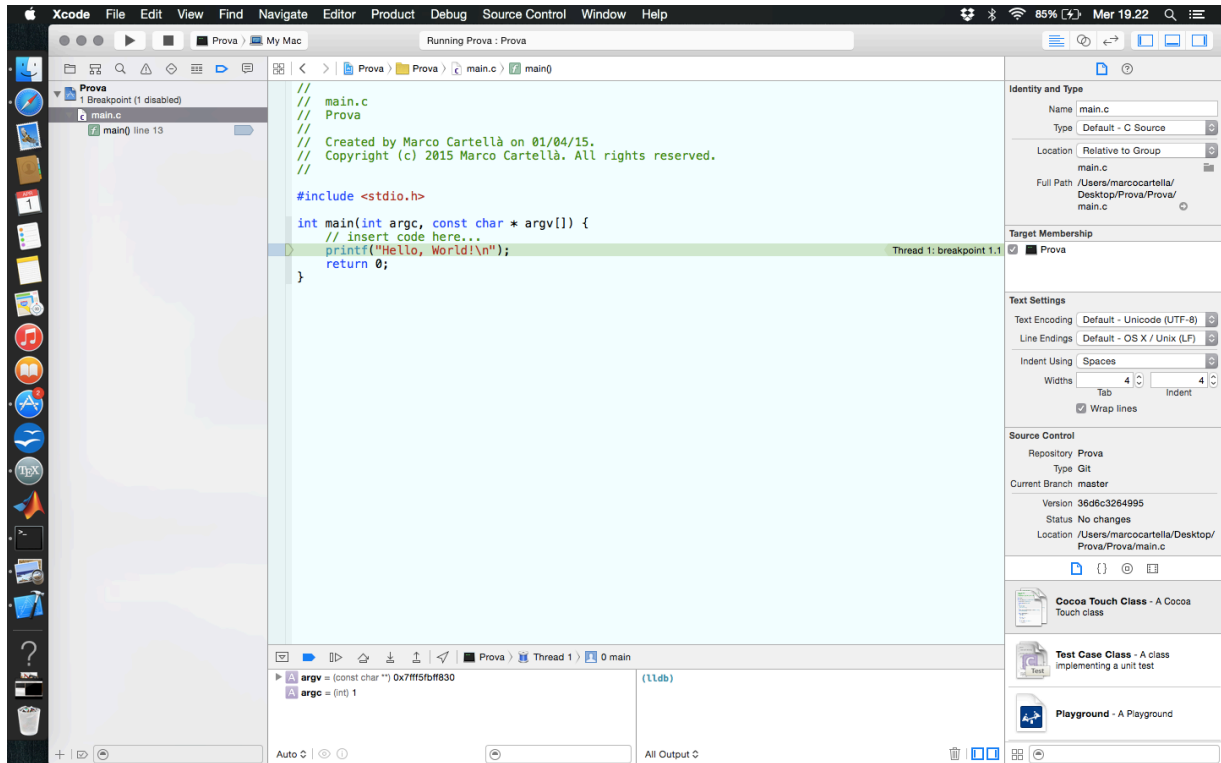 Xcode File Edit View Find Navigate Editor Product Debug Source Control Window Help 85% Mer 19.22
Prova 〉 My Mac
Running Prova : Prova
Prova 〉 Prova 〉 main.c 〉 main()
Prova
1 Breakpoint (1 disabled)
main.c
main() line 13
//
// main.c
// Prova
//
// Created by Marco Cartellà on 01/04/15.
// Copyright (c) 2015 Marco Cartellà. All rights reserved.
//
#include <stdio.h>
int main(int argc, const char * argv[]) {
// insert code here...
printf("Hello, World!\n"); Thread 1: breakpoint 1.1
return 0;
}
Identity and Type
Name main.c
Type Default - C Source
Location Relative to Group
main.c
Full Path /Users/marcocartella/
Desktop/Prova/Prova/
main.c
Target Membership
Prova
Text Settings
Text Encoding Default - Unicode (UTF-8)
Line Endings Default - OS X / Unix (LF)
Indent Using Spaces
Widths 4 4
Tab Indent
Wrap lines
Source Control
Repository Prova
Type Git
Current Branch master
Version 36d6c3264995
Status No changes
Location /Users/marcocartella/Desktop/
Prova/Prova/main.c
Cocoa Touch Class - A Cocoa
Touch class
Test
Test Case Class - A class
implementing a unit test
Playground - A Playground
Prova 〉 Thread 1 〉 0 main
A argv = (const char **) 0x7fff5fbff830
A argc = (int) 1
(lldb)
Auto
All Output
APR
1
2
TEX